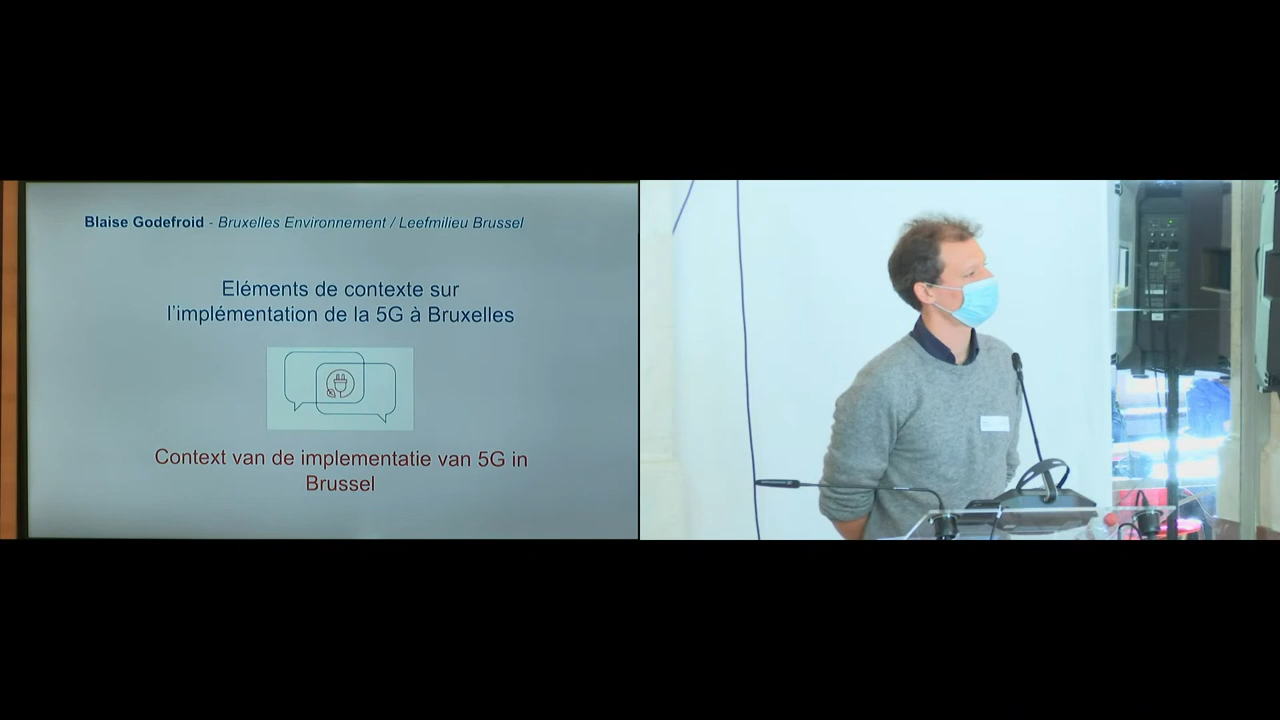 Blaise Godefroid - Bruxelles Environnement / Leefmilieu Brussel
Eléments de contexte sur
l'implémentation de la 5G à Bruxelles
Context van de implementatie van 5G in
Brussel